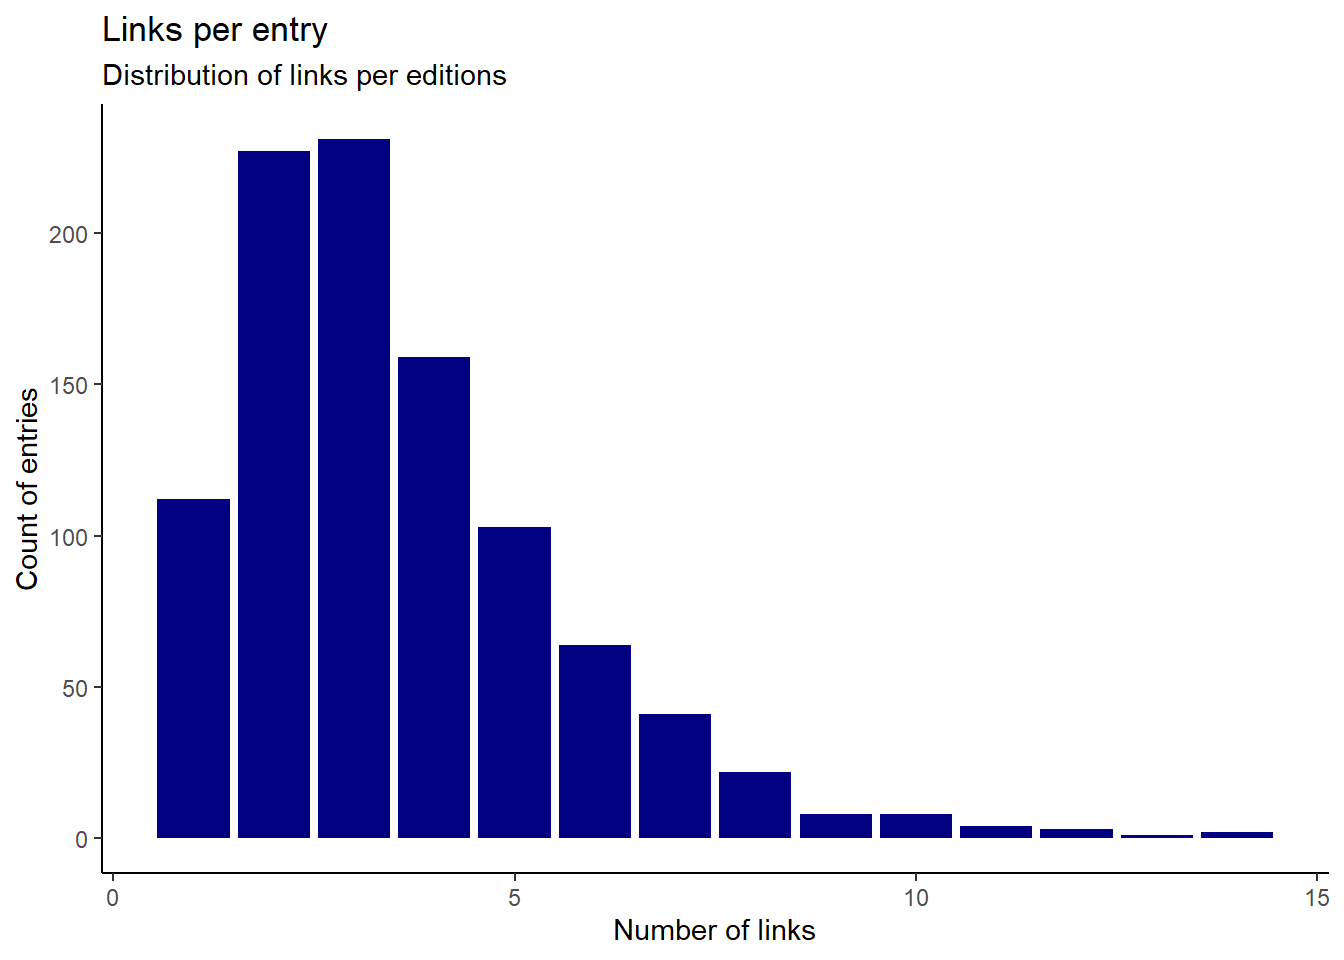 Links per entry
Distribution of links per editions
Count of entries
200
150
100
50
0
0 5 10 15
Number of links